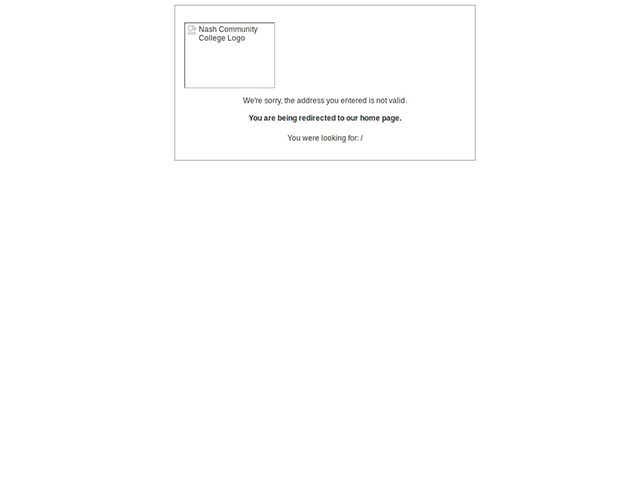 Nash Community
College Logo
We're sorry, the address you entered is not valid.
You are being redirected to our home page.
You were looking for: /